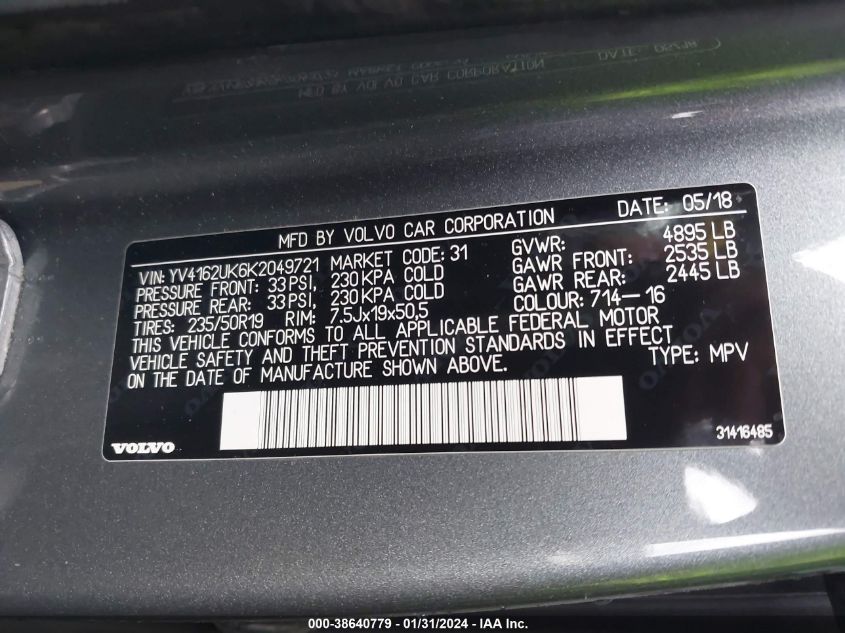 MFD BY VOLVO CAR CORPORATION DATE: 05/18
VIN: YV4162UK6K2049721 MARKET CODE: 31 GVWR: 4895 LB
PRESSURE FRONT: 33 PSI, 230 KPA COLD GAWR FRONT: 2535 LB
PRESSURE REAR: 33 PSI, 230 KPA COLD GAWR REAR: 2445 LB
TIRES: 235/50R19 RIM: 7.5Jx19x50,5 COLOUR: 714-16
THIS VEHICLE CONFORMS TO ALL APPLICABLE FEDERAL MOTOR
VEHICLE SAFETY AND THEFT PREVENTION STANDARDS IN EFFECT
ON THE DATE OF MANUFACTURE SHOWN ABOVE. TYPE: MPV
VOLVO 31416485
000-38640779 - 01/31/2024 - IAA Inc.